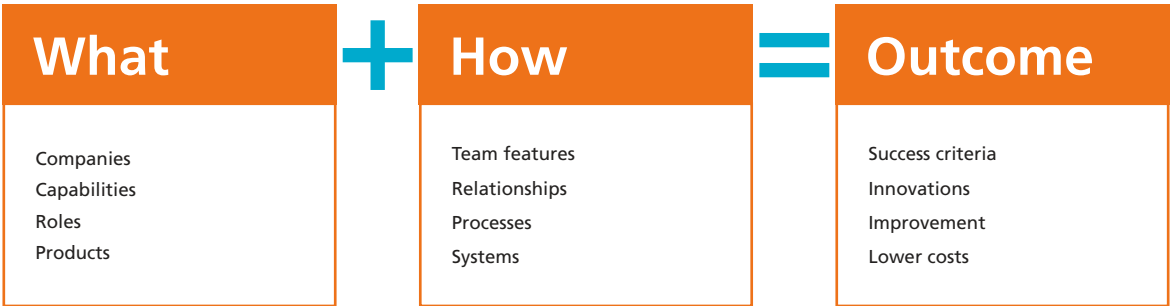 What
+
How
=
Outcome
Companies
Capabilities
Roles
Products
Team features
Relationships
Processes
Systems
Success criteria
Innovations
Improvement
Lower costs